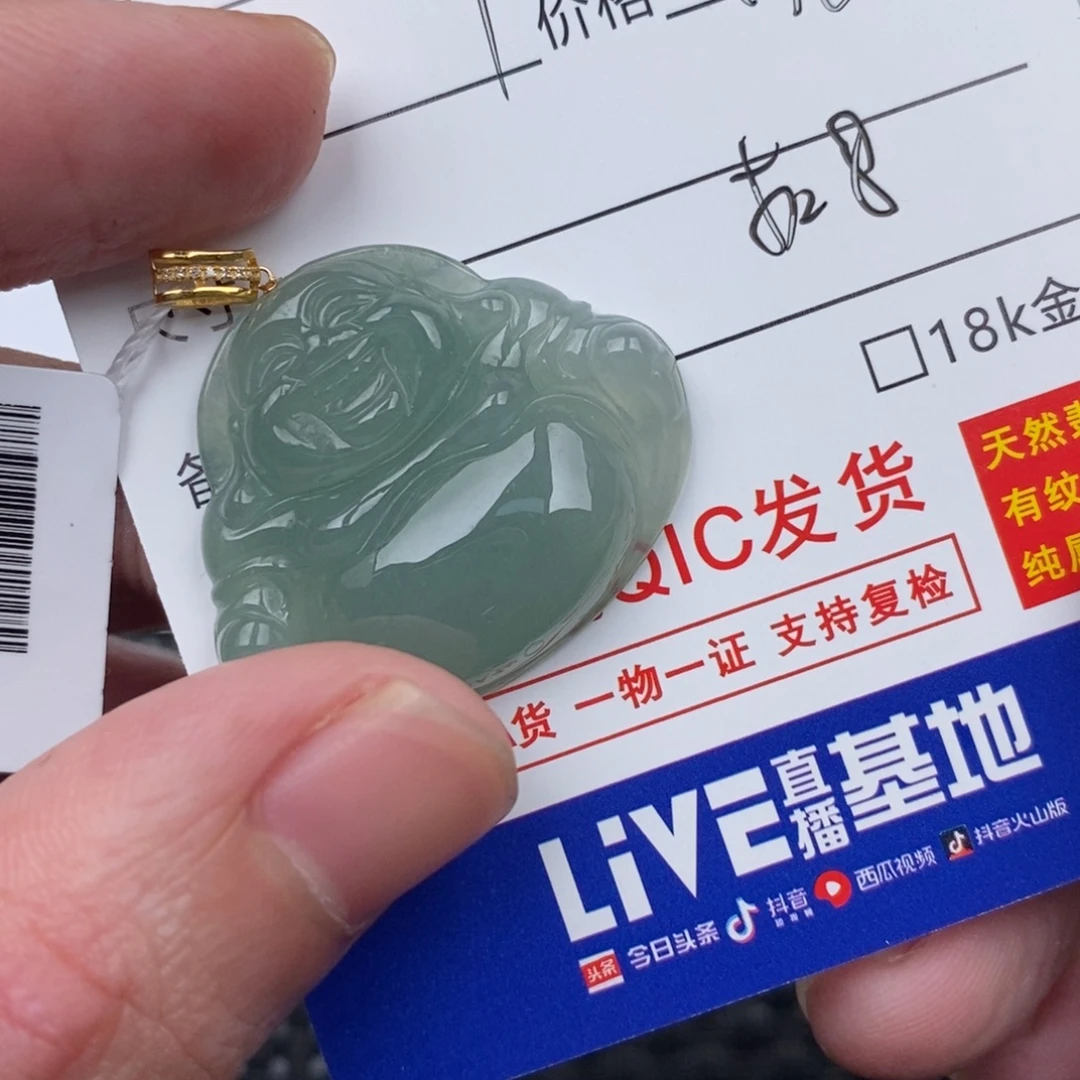 价格
□18k金
天然
有纹
纯
QIC发货
A货 一物一证 支持复检
LiVE直播基地
头条 今日头条 抖音 西瓜视频 抖音火山版